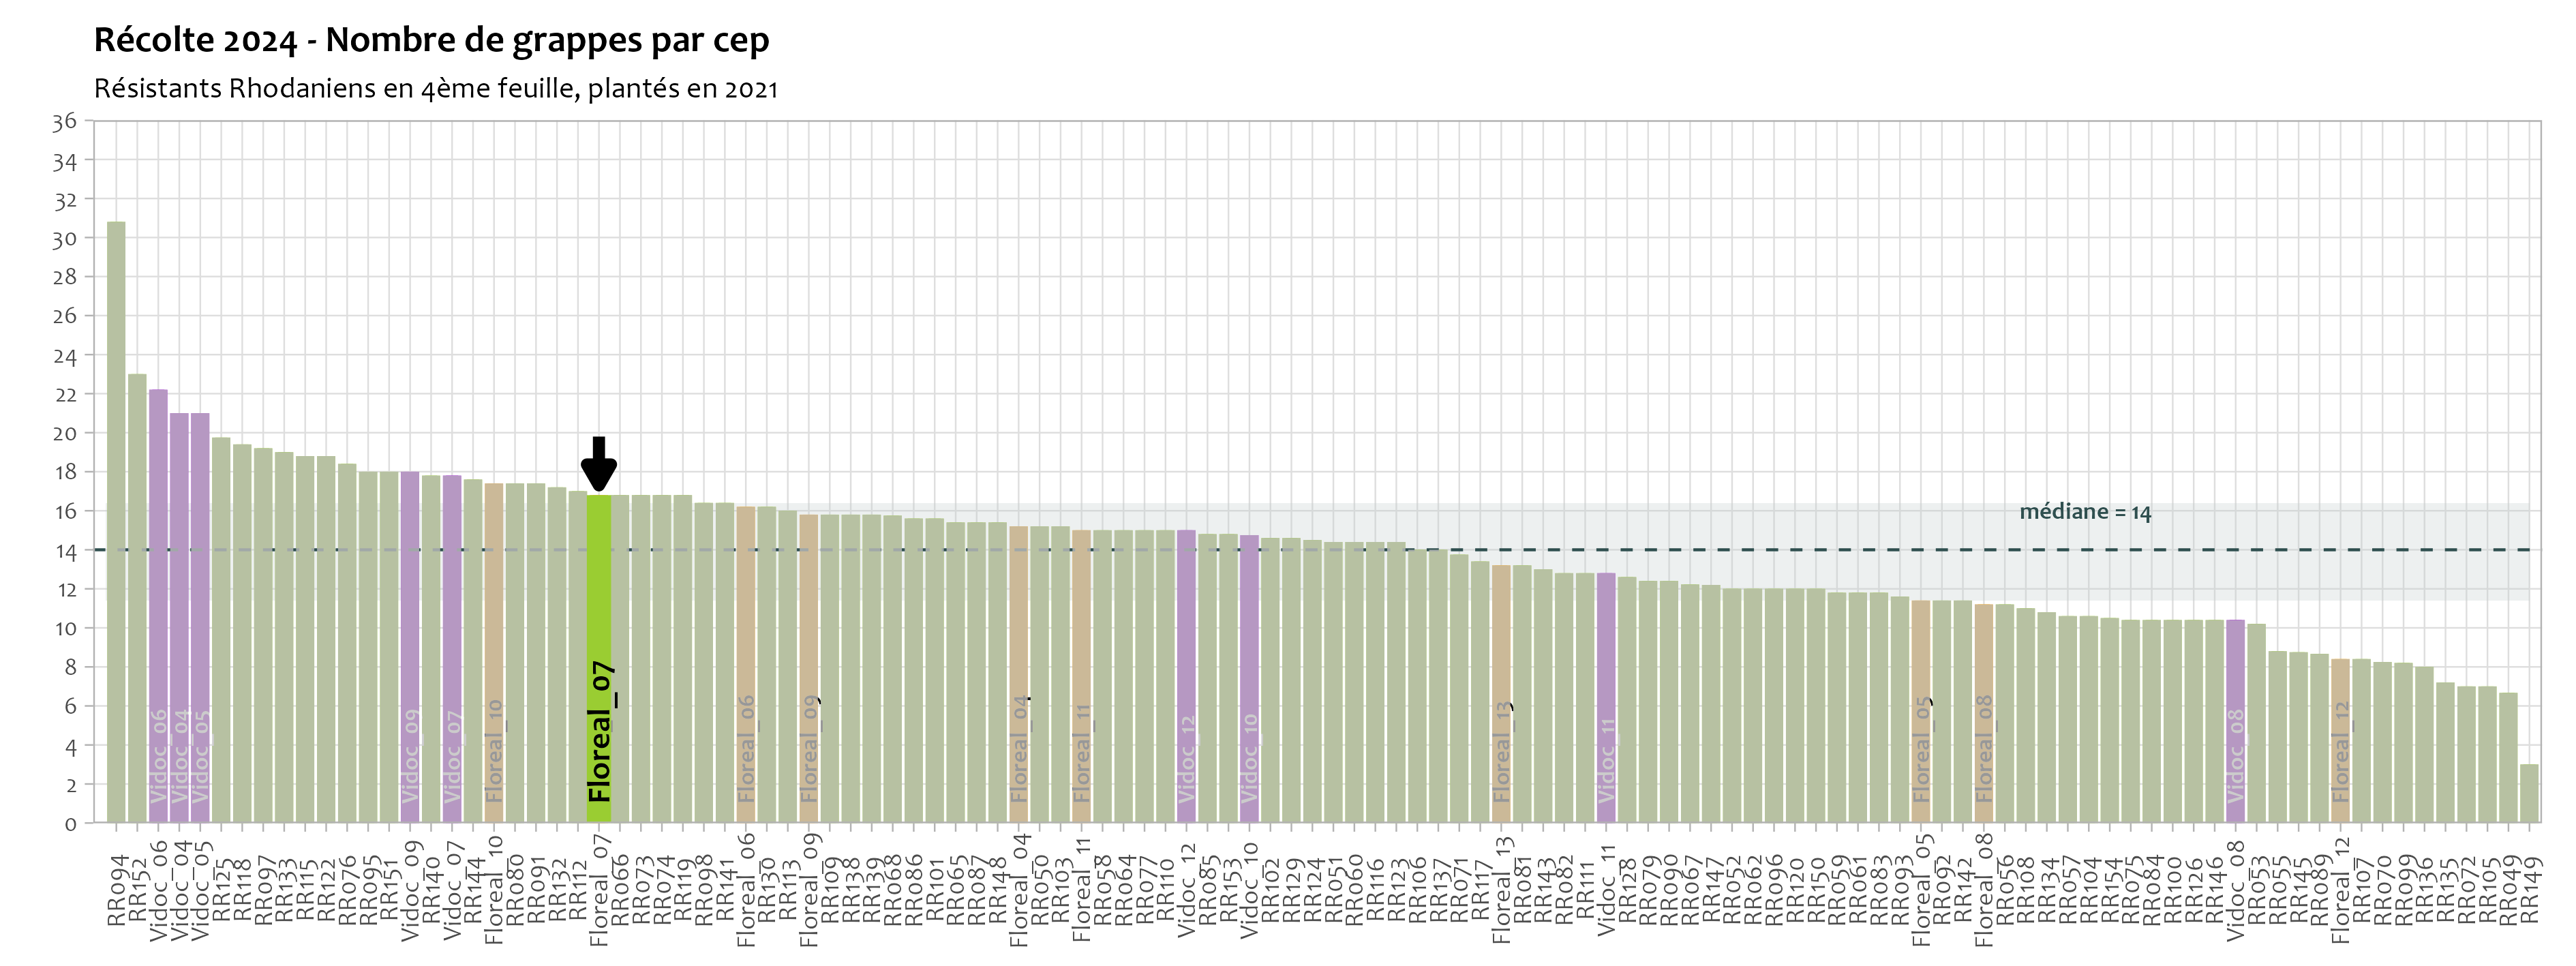 Récolte 2024 - Nombre de grappes par cep
Résistants Rhodaniens en 4ème feuille, plantés en 2021
36
34
32
30
28
26
24
22
20
18
16
14
12
10
8
6
4
2
0
médiane = 14
Vidoc_06
Vidoc_04
Vidoc_05
Vidoc_09
Vidoc_07
Floreal_10
Floreal_07
Floreal_06
Floreal_09
Floreal_04
Floreal_11
Vidoc_12
Vidoc_10
Floreal_13
Vidoc_11
Floreal_05
Floreal_08
Vidoc_08
Floreal_12
RR094
RR152
Vidoc_06
Vidoc_04
Vidoc_05
RR125
RR118
RR097
RR133
RR115
RR122
RR076
RR095
RR151
Vidoc_09
RR140
Vidoc_07
RR144
Floreal_10
RR080
RR091
RR132
RR112
Floreal_07
RR066
RR073
RR074
RR119
RR098
RR141
Floreal_06
RR130
RR113
Floreal_09
RR109
RR138
RR139
RR068
RR086
RR101
RR065
RR087
RR148
Floreal_04
RR050
RR103
Floreal_11
RR058
RR064
RR077
RR110
Vidoc_12
RR085
RR153
Vidoc_10
RR102
RR129
RR124
RR051
RR060
RR116
RR123
RR106
RR137
RR071
RR117
Floreal_13
RR081
RR143
RR082
RR111
Vidoc_11
RR128
RR079
RR090
RR067
RR147
RR052
RR062
RR096
RR120
RR150
RR059
RR061
RR083
RR093
Floreal_05
RR092
RR142
Floreal_08
RR056
RR108
RR134
RR057
RR104
RR154
RR075
RR084
RR100
RR126
RR146
Vidoc_08
RR053
RR055
RR145
RR089
Floreal_12
RR107
RR070
RR099
RR136
RR135
RR072
RR105
RR049
RR149